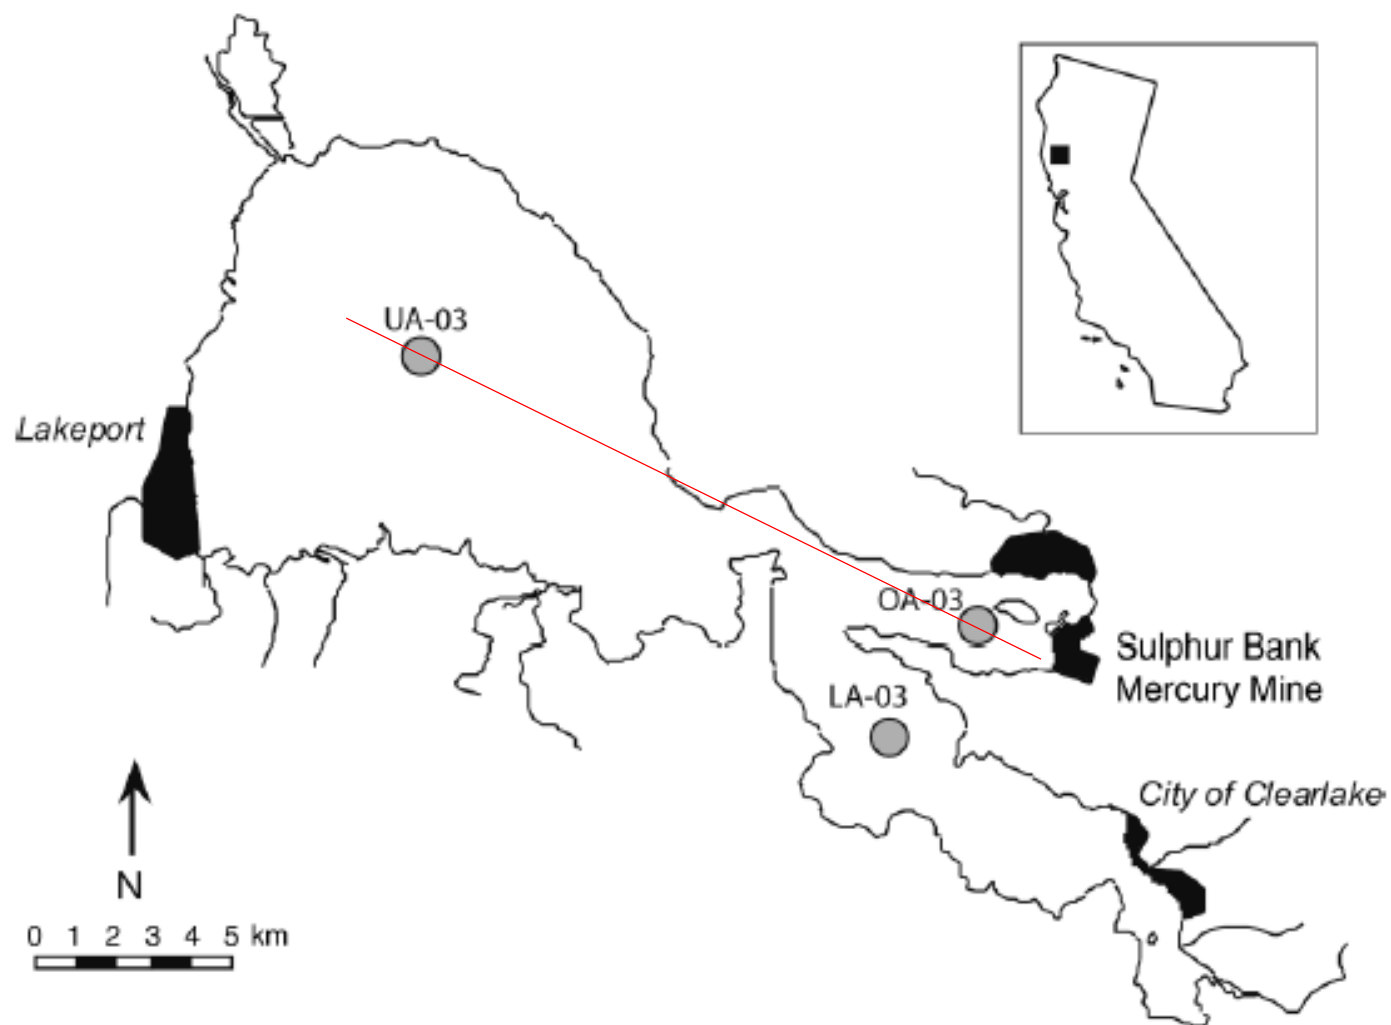 UA-03
Lakeport
OA-03
Sulphur Bank
Mercury Mine
LA-03
City of Clearlake
N
0 1 2 3 4 5 km